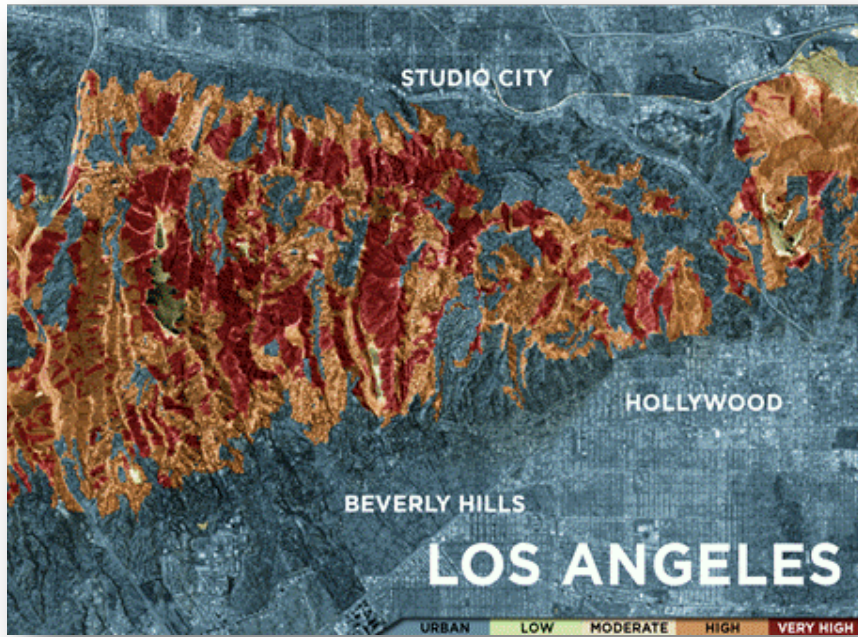 STUDIO CITY
HOLLYWOOD
BEVERLY HILLS
LOS ANGELES
URBAN LOW MODERATE HIGH VERY HIGH